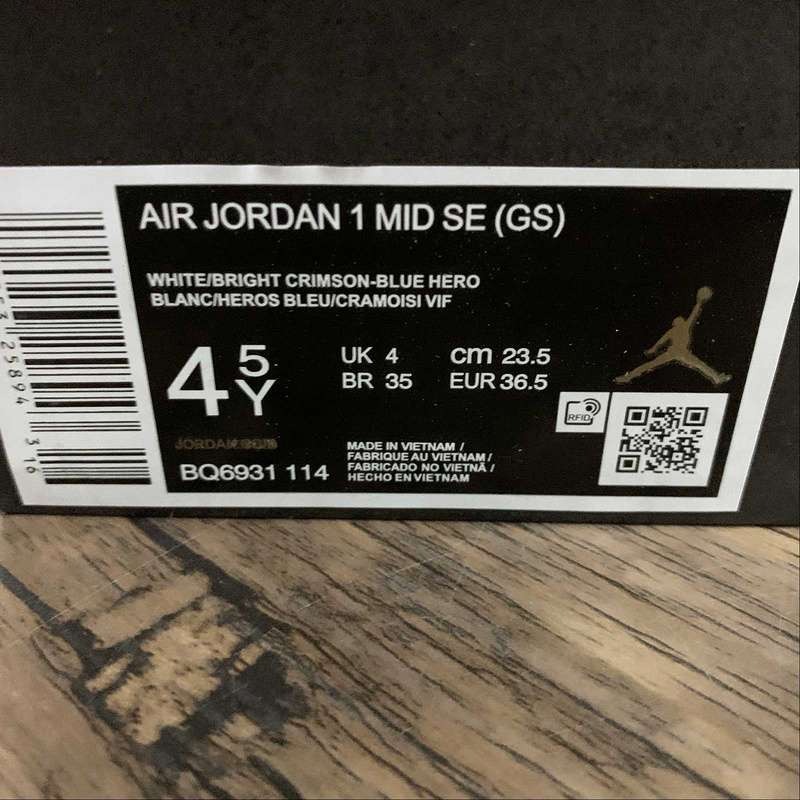 AIR JORDAN 1 MID SE (GS)
WHITE/BRIGHT CRIMSON-BLUE HERO
BLANC/HEROS BLEU/CRAMOISI VIF
4 5 Y
UK 4 cm 23.5
BR 35 EUR 36.5
RFID
BQ6931 114
MADE IN VIETNAM /
FABRIQUE AU VIETNAM /
FABRICADO NO VIETNÃ /
HECHO EN VIETNAM
25894
316